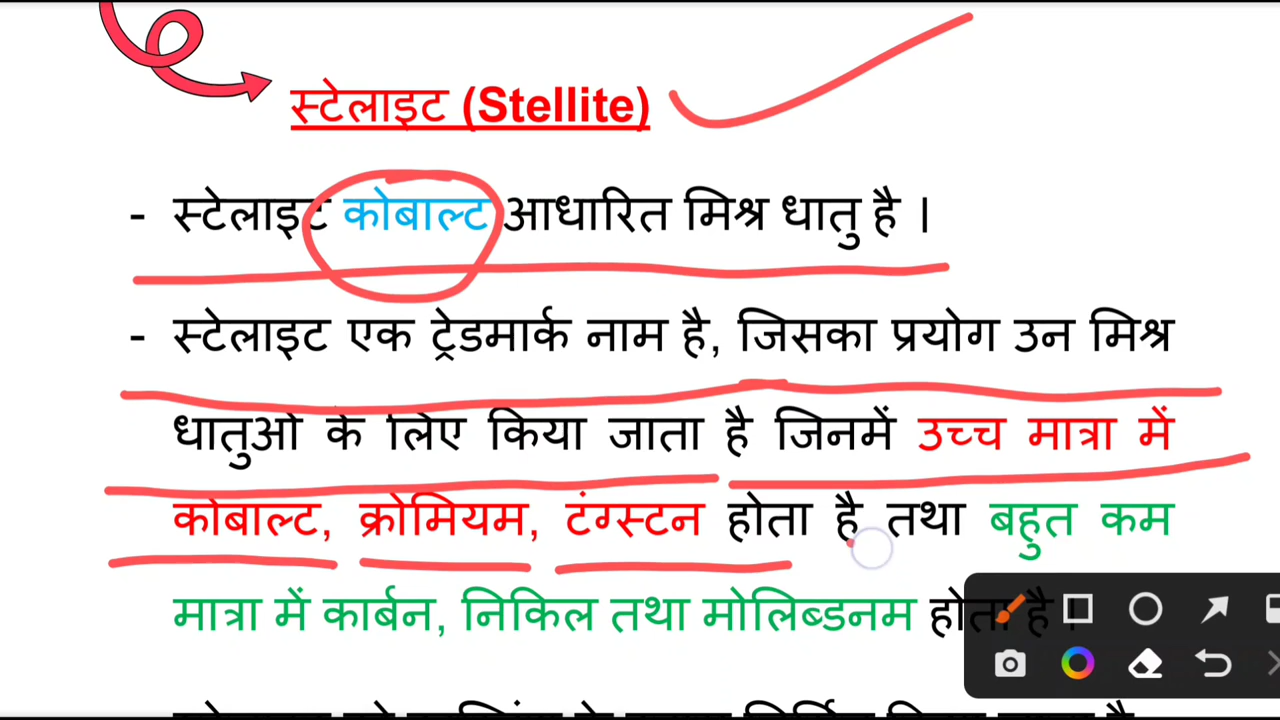 स्टेलाइट (Stellite)
- स्टेलाइट कोबाल्ट आधारित मिश्र धातु है ।
- स्टेलाइट एक ट्रेडमार्क नाम है, जिसका प्रयोग उन मिश्र
धातुओं के लिए किया जाता है जिनमें उच्च मात्रा में
कोबाल्ट, क्रोमियम, टंग्स्टन होता है तथा बहुत कम
मात्रा में कार्बन, निकिल तथा मोलिब्डनम होता है ।